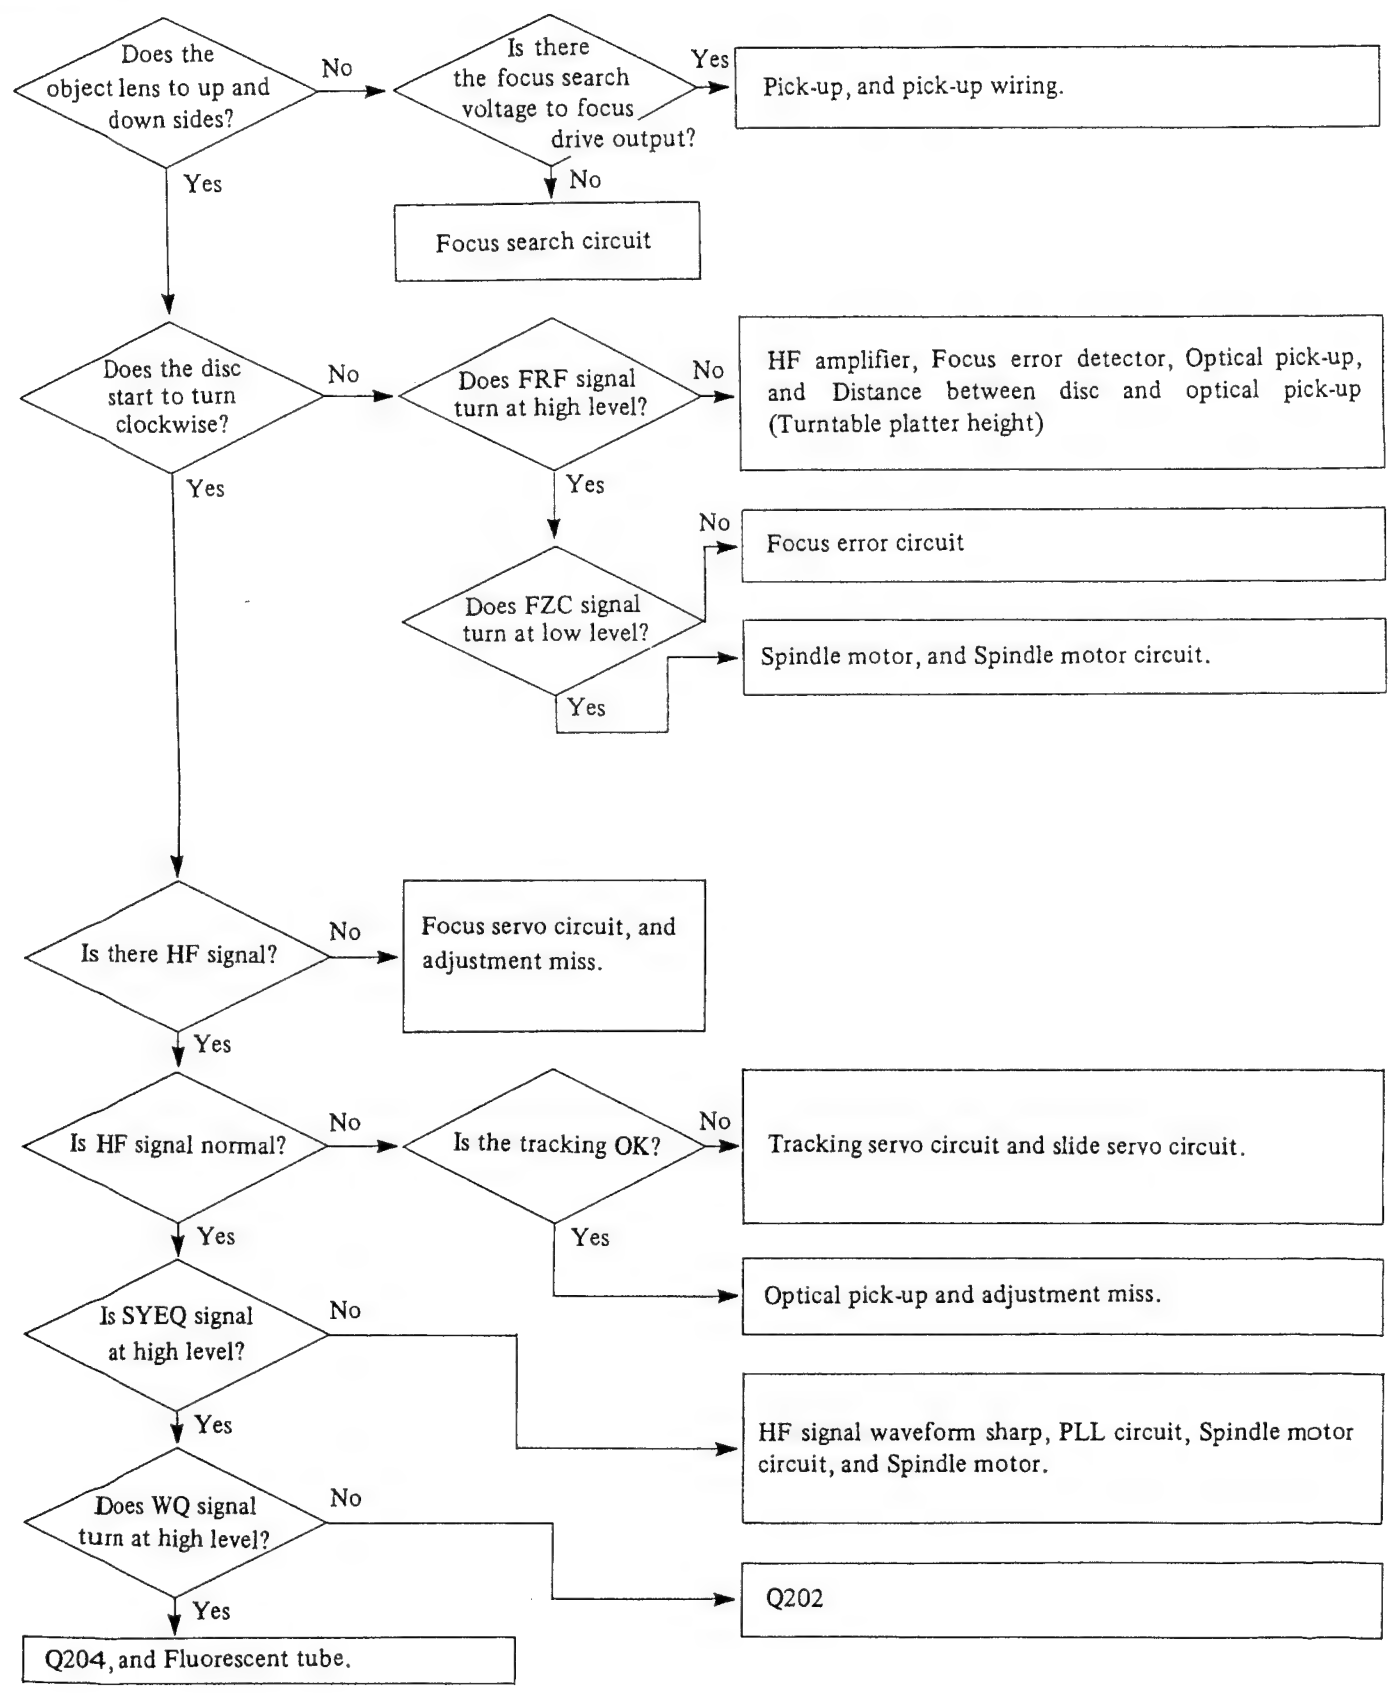 Does the
object lens to up and
down sides?
No
Is there
the focus search
voltage to focus
drive output?
Yes
Pick-up, and pick-up wiring.
Yes
No
Focus search circuit
Does the disc
start to turn
clockwise?
No
Does FRF signal
turn at high level?
No
HF amplifier, Focus error detector, Optical pick-up,
and Distance between disc and optical pick-up
(Turntable platter height)
Yes
Yes
Does FZC signal
turn at low level?
No
Focus error circuit
Yes
Spindle motor, and Spindle motor circuit.
Is there HF signal?
No
Focus servo circuit, and
adjustment miss.
Yes
Is HF signal normal?
No
Is the tracking OK?
No
Tracking servo circuit and slide servo circuit.
Yes
Yes
Optical pick-up and adjustment miss.
Is SYEQ signal
at high level?
No
HF signal waveform sharp, PLL circuit, Spindle motor
circuit, and Spindle motor.
Yes
Does WQ signal
turn at high level?
No
Q202
Yes
Q204, and Fluorescent tube.